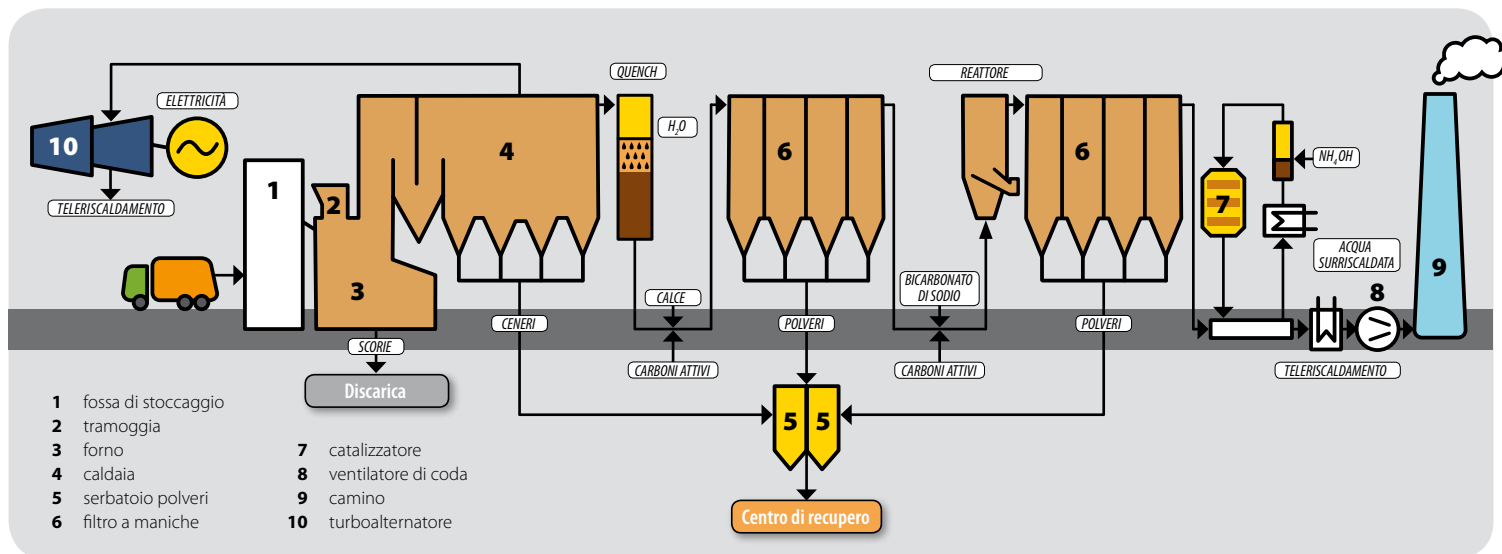 QUENCH
REATTORE
ELETTRICITÀ
H₂O
10
4
6
6
NH₄OH
1
2
7
TELERISCALDAMENTO
ACQUA
SURRISCALDATA
9
3
BICARBONATO
DI SODIO
8
CALCE
CENERI
POLVERI
POLVERI
SCORIE
CARBONI ATTIVI
CARBONI ATTIVI
TELERISCALDAMENTO
Discarica
5
5
1 fossa di stoccaggio
2 tramoggia
3 forno
4 caldaia
5 serbatoio polveri
6 filtro a maniche
7 catalizzatore
8 ventilatore di coda
9 camino
10 turboalternatore
Centro di recupero